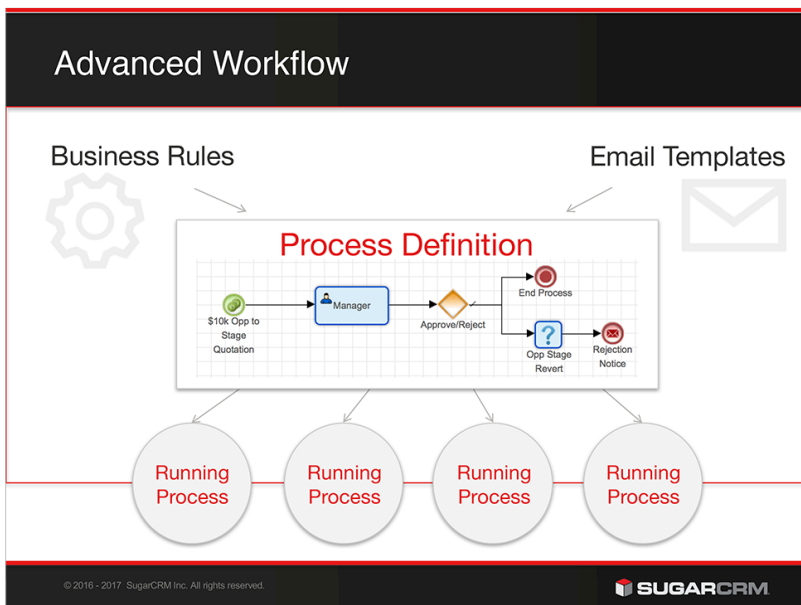 Advanced Workflow
Business Rules
Email Templates
Process Definition
$10k Opp to
Stage
Quotation
Manager
Approve/Reject
End Process
?
Opp Stage
Revert
Rejection
Notice
Running
Process
Running
Process
Running
Process
Running
Process
© 2016 - 2017 SugarCRM Inc. All rights reserved.
SUGARCRM